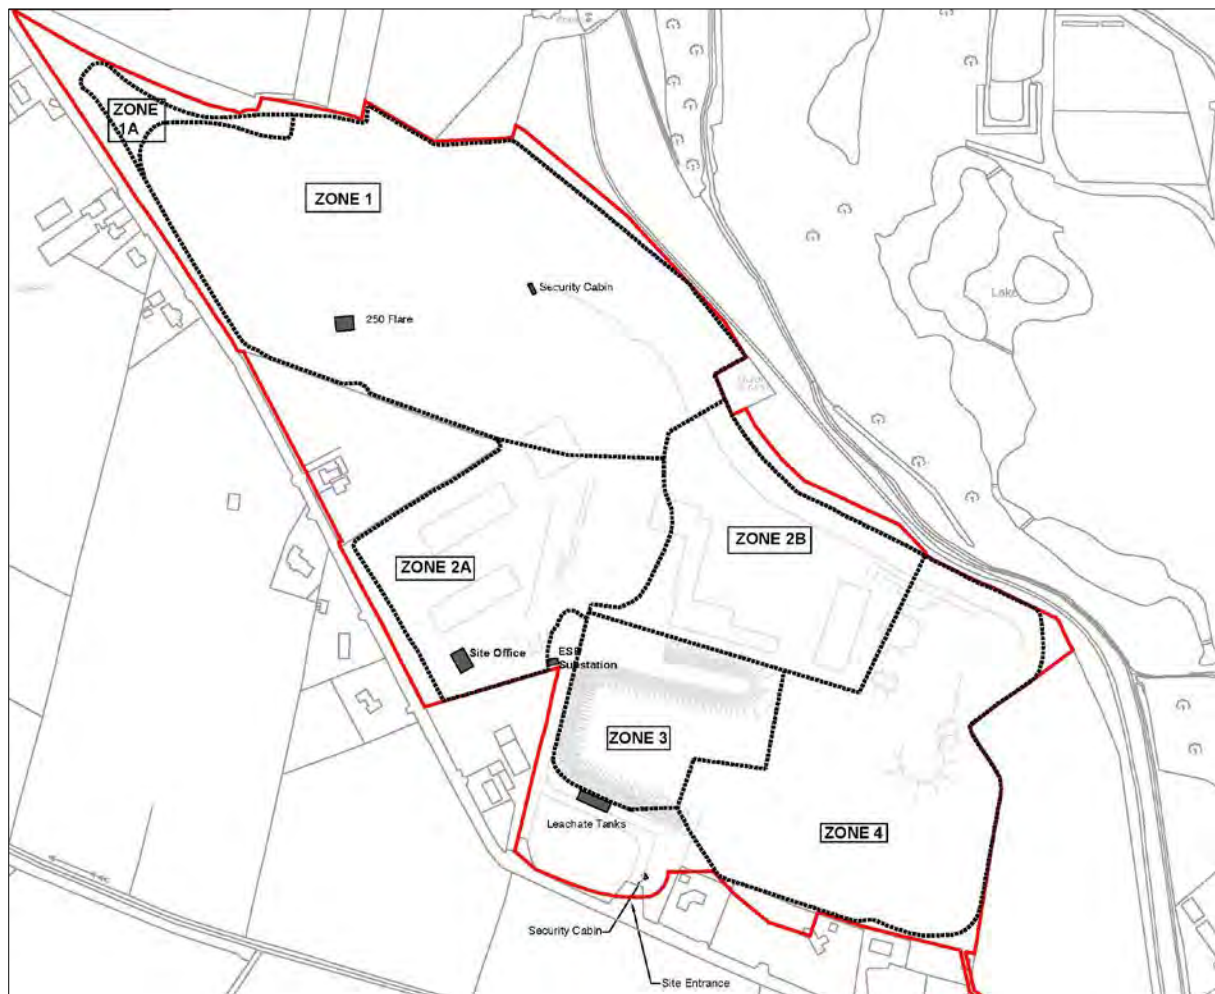 ZONE
1A
ZONE 1
Security Cabin
250 Flare
Lake
ZONE 2B
ZONE 2A
Site Office
ESB
Substation
ZONE 3
Leachate Tanks
ZONE 4
Security Cabin
Site Entrance